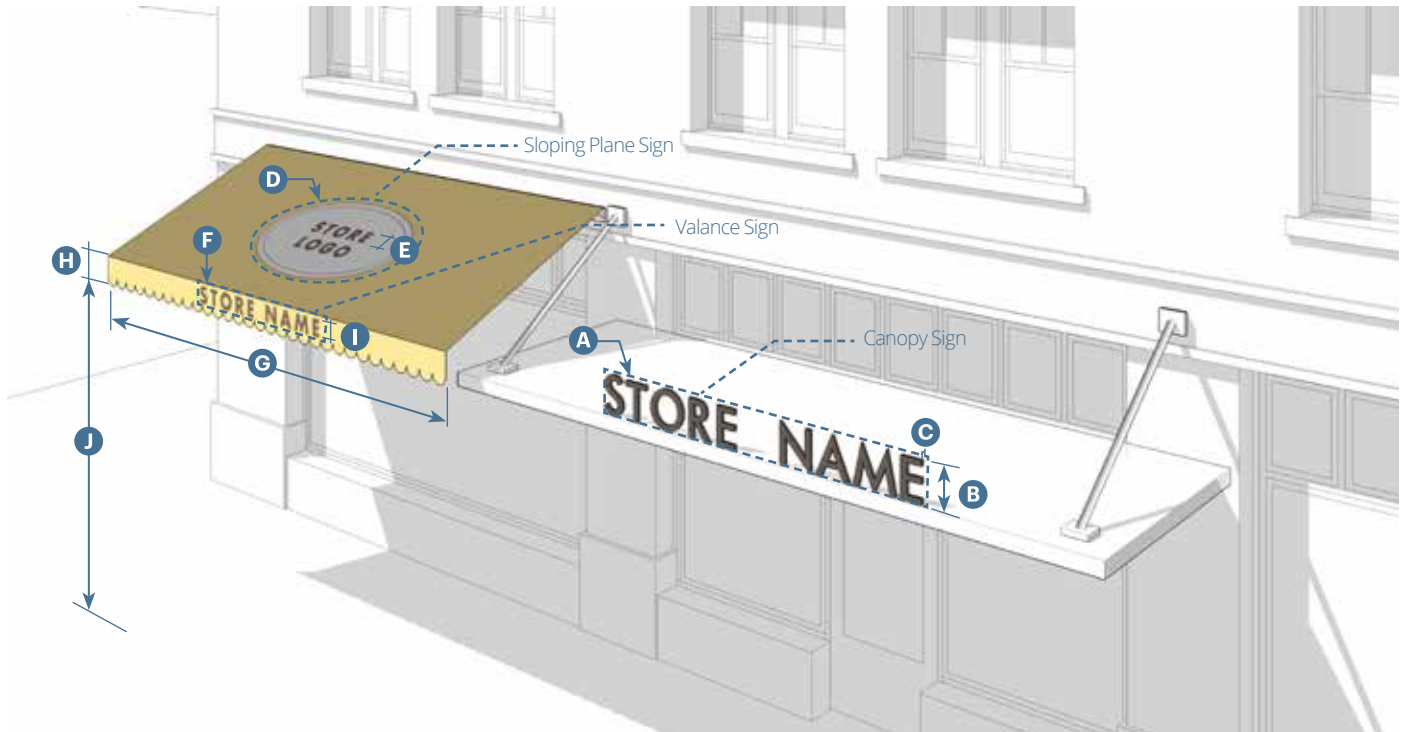 Sloping Plane Sign
D
STORE
LOGO
E
Valance Sign
F
H
STORE NAME
I
G
J
Canopy Sign
A
STORE NAME
C
B